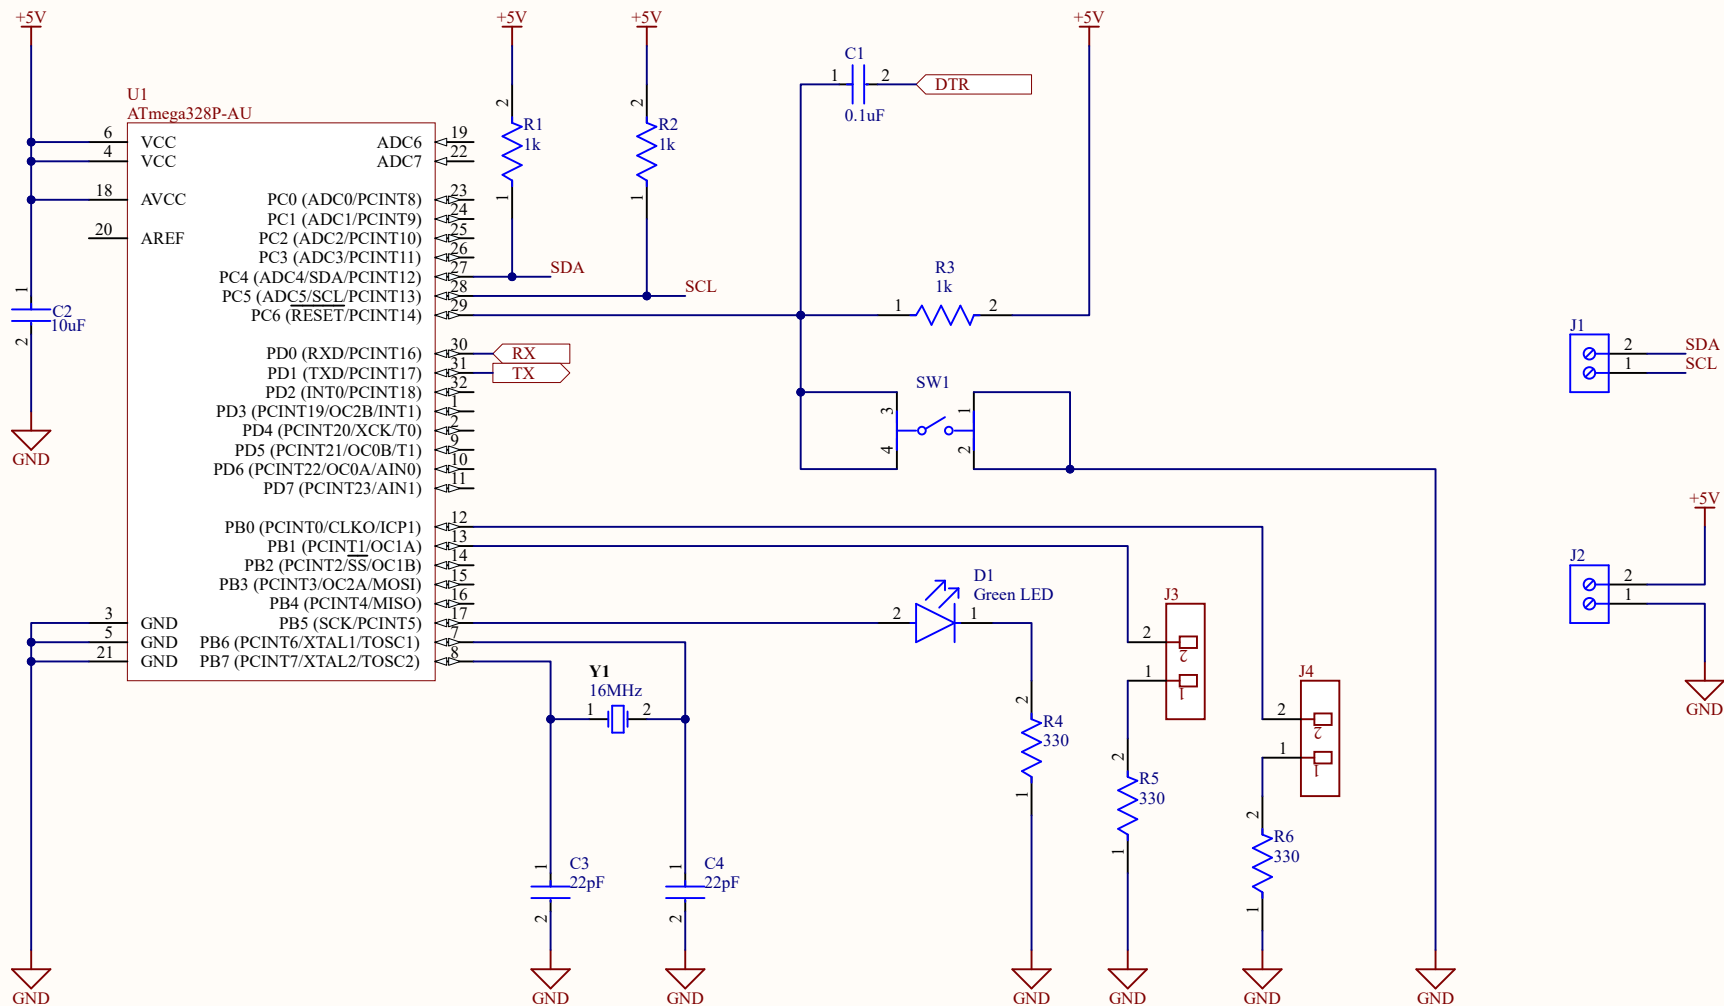 +5V
+5V
+5V
+5V
C1
1 2
DTR
0.1uF
U1
ATmega328P-AU
6 VCC
4 VCC
18 AVCC
20 AREF
3 GND
5 GND
21 GND
ADC6 19
ADC7 22
PC0 (ADC0/PCINT8) 23
PC1 (ADC1/PCINT9) 24
PC2 (ADC2/PCINT10) 25
PC3 (ADC3/PCINT11) 26
PC4 (ADC4/SDA/PCINT12) 27
PC5 (ADC5/SCL/PCINT13) 28
PC6 (RESET/PCINT14) 29
PD0 (RXD/PCINT16) 30
PD1 (TXD/PCINT17) 31
PD2 (INT0/PCINT18) 32
PD3 (PCINT19/OC2B/INT1) 1
PD4 (PCINT20/XCK/T0) 2
PD5 (PCINT21/OC0B/T1) 9
PD6 (PCINT22/OC0A/AIN0) 10
PD7 (PCINT23/AIN1) 11
PB0 (PCINT0/CLKO/ICP1) 12
PB1 (PCINT1/OC1A) 13
PB2 (PCINT2/SS/OC1B) 14
PB3 (PCINT3/OC2A/MOSI) 15
PB4 (PCINT4/MISO) 16
PB5 (SCK/PCINT5) 17
PB6 (PCINT6/XTAL1/TOSC1) 7
PB7 (PCINT7/XTAL2/TOSC2) 8
2
R1
1k
1
SDA
2
R2
1k
1
SCL
RX
TX
1
C2
10uF
2
GND
R3
1k
1 2
SW1
3 1
4 2
J1
2 SDA
1 SCL
+5V
J2
2
1
GND
D1
Green LED
2 1
J3
2 2
1 1
J4
2 2
1 1
Y1
16MHz
1 2
2
R4
330
1
2
R5
330
1
2
R6
330
1
1
C3
22pF
2
1
C4
22pF
2
GND
GND
GND
GND
GND
GND
GND